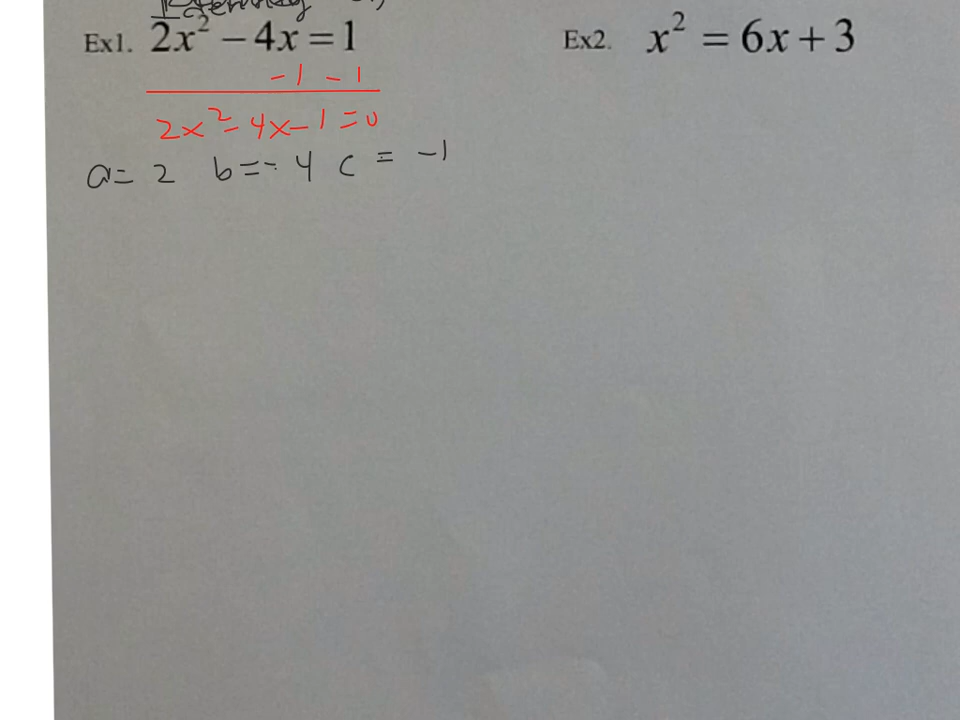 Ex1. 2x² − 4x = 1
Ex2. x² = 6x + 3
−1 −1
2x² − 4x − 1 = 0
a = 2 b = −4 c = −1